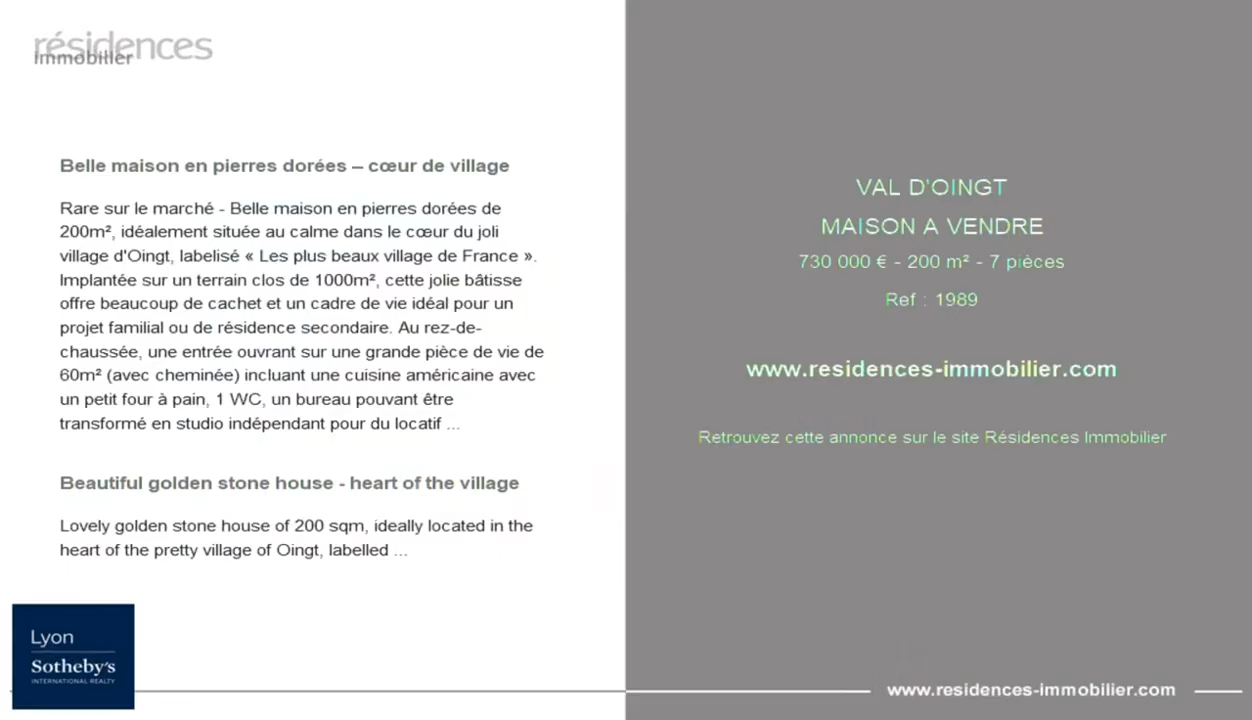 résidences
immobilier
Belle maison en pierres dorées – cœur de village
Rare sur le marché - Belle maison en pierres dorées de
200m², idéalement située au calme dans le cœur du joli
village d'Oingt, labelisé « Les plus beaux village de France ».
Implantée sur un terrain clos de 1000m², cette jolie bâtisse
offre beaucoup de cachet et un cadre de vie idéal pour un
projet familial ou de résidence secondaire. Au rez-de-
chaussée, une entrée ouvrant sur une grande pièce de vie de
60m² (avec cheminée) incluant une cuisine américaine avec
un petit four à pain, 1 WC, un bureau pouvant être
transformé en studio indépendant pour du locatif ...
Beautiful golden stone house - heart of the village
Lovely golden stone house of 200 sqm, ideally located in the
heart of the pretty village of Oingt, labelled ...
Lyon
Sotheby's
INTERNATIONAL REALTY
VAL D'OINGT
MAISON A VENDRE
730 000 € - 200 m² - 7 pièces
Ref : 1989
www.residences-immobilier.com
Retrouvez cette annonce sur le site Résidences Immobilier
www.residences-immobilier.com